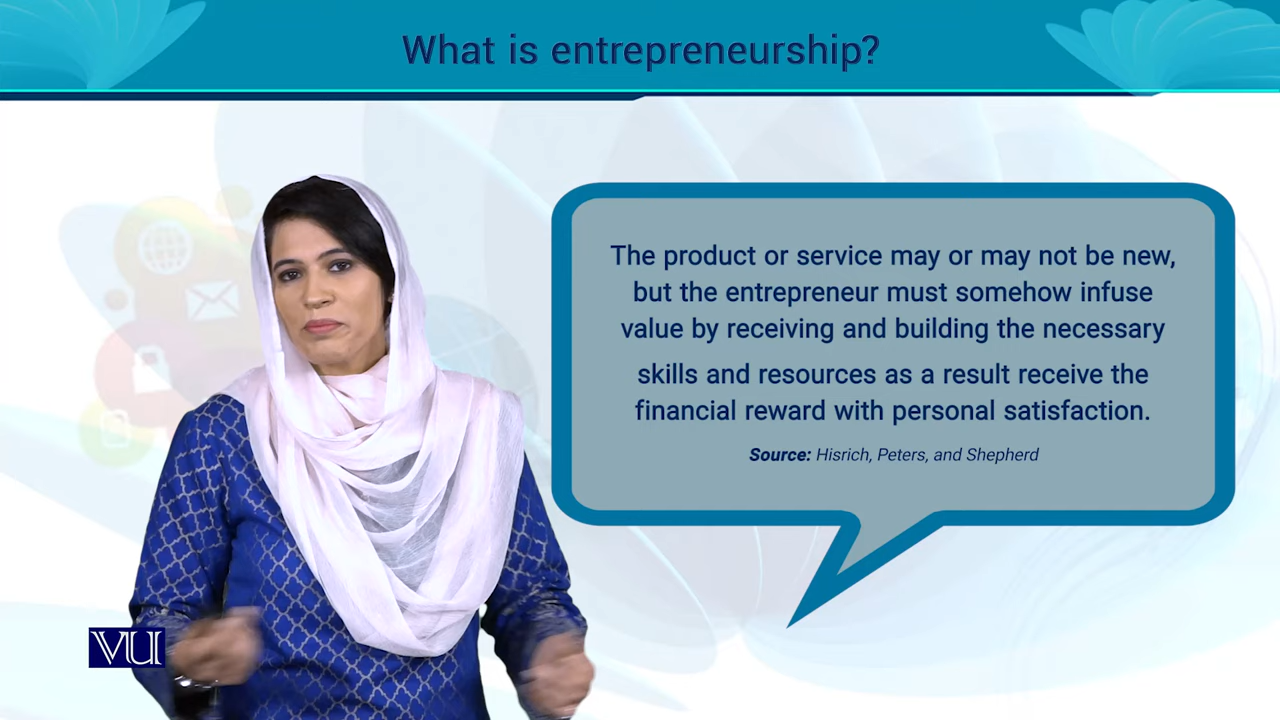 What is entrepreneurship?
The product or service may or may not be new,
but the entrepreneur must somehow infuse
value by receiving and building the necessary
skills and resources as a result receive the
financial reward with personal satisfaction.
Source: Hisrich, Peters, and Shepherd
VU